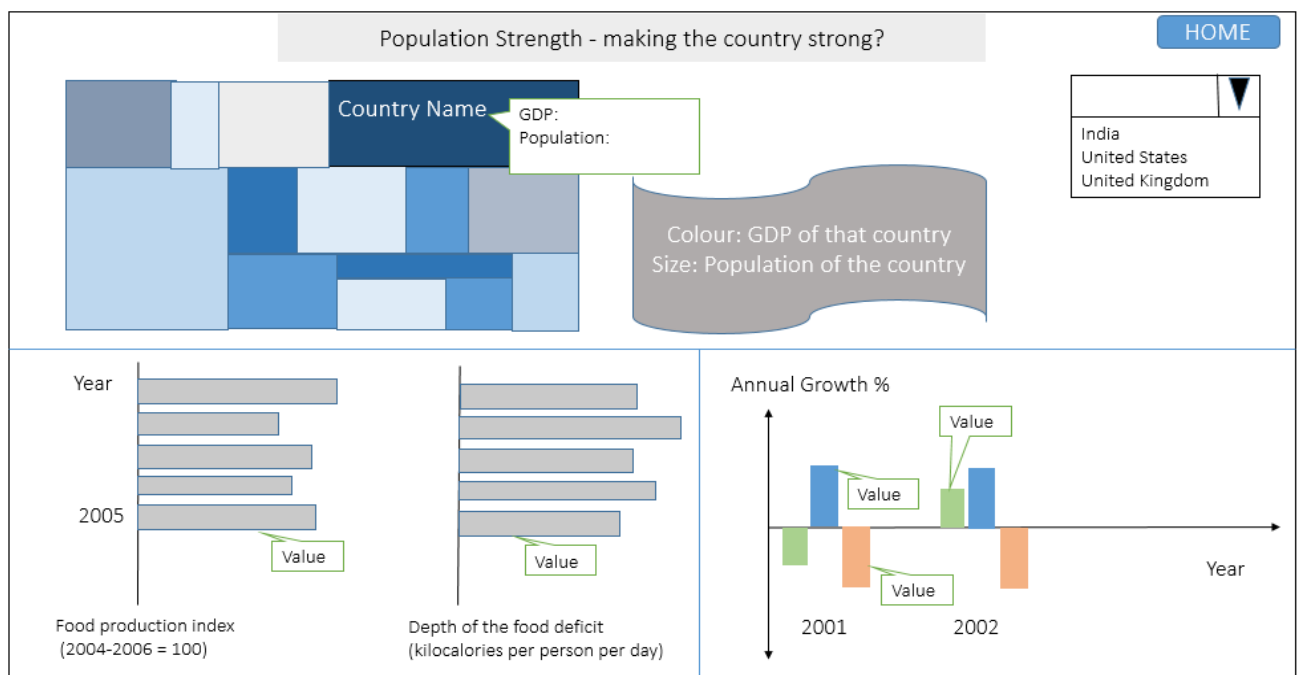 Population Strength - making the country strong?
HOME
Country Name
GDP:
Population:
India
United States
United Kingdom
Colour: GDP of that country
Size: Population of the country
Year
2005
Value
Food production index
(2004-2006 = 100)
Value
Depth of the food deficit
(kilocalories per person per day)
Annual Growth %
Value
Value
Value
Year
2001
2002